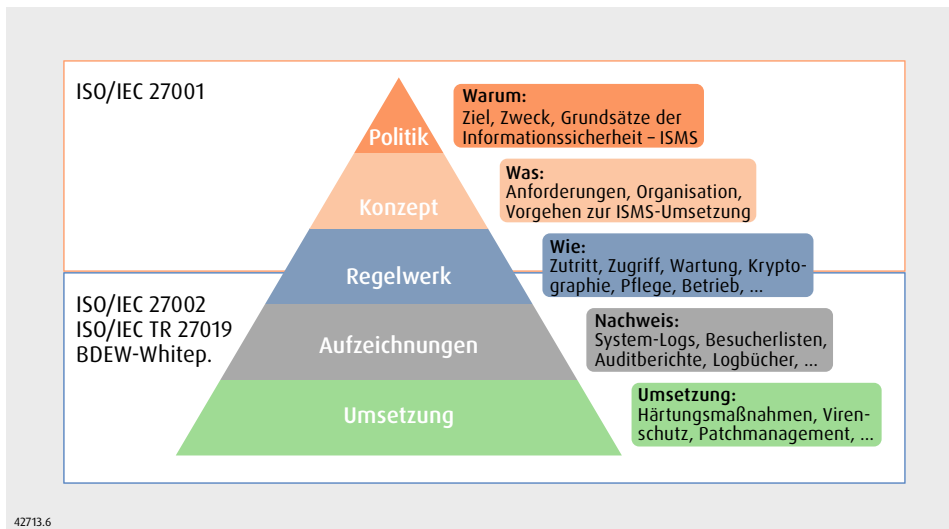 ISO/IEC 27001
Politik
Warum:
Ziel, Zweck, Grundsätze der
Informationssicherheit – ISMS
Konzept
Was:
Anforderungen, Organisation,
Vorgehen zur ISMS-Umsetzung
Regelwerk
Wie:
Zutritt, Zugriff, Wartung, Krypto-
graphie, Pflege, Betrieb, ...
ISO/IEC 27002
ISO/IEC TR 27019
BDEW-Whitep.
Aufzeichnungen
Nachweis:
System-Logs, Besucherlisten,
Auditberichte, Logbücher, ...
Umsetzung
Umsetzung:
Härtungsmaßnahmen, Viren-
schutz, Patchmanagement, ...
42713.6